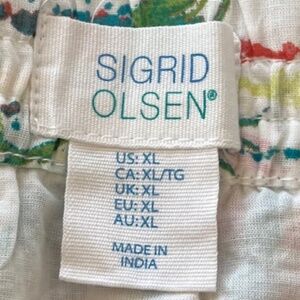 SIGRID
OLSEN®
US: XL
CA: XL/TG
UK: XL
EU: XL
AU: XL
MADE IN
INDIA